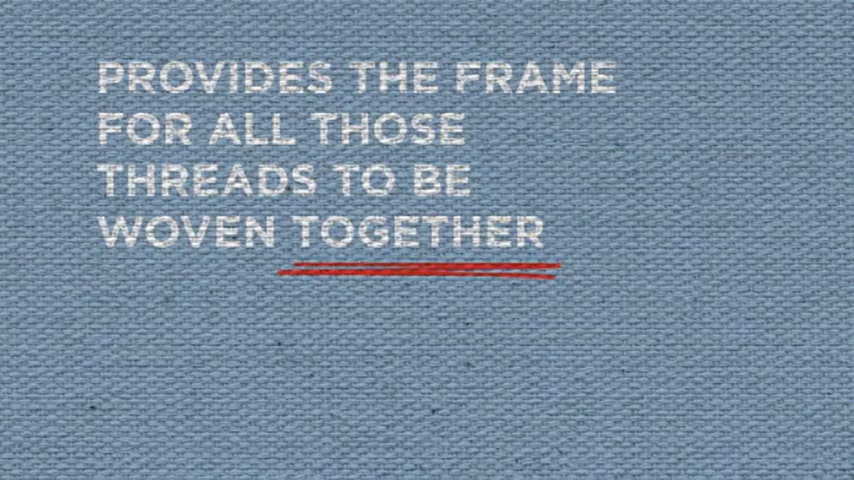 PROVIDES THE FRAME
FOR ALL THOSE
THREADS TO BE
WOVEN TOGETHER